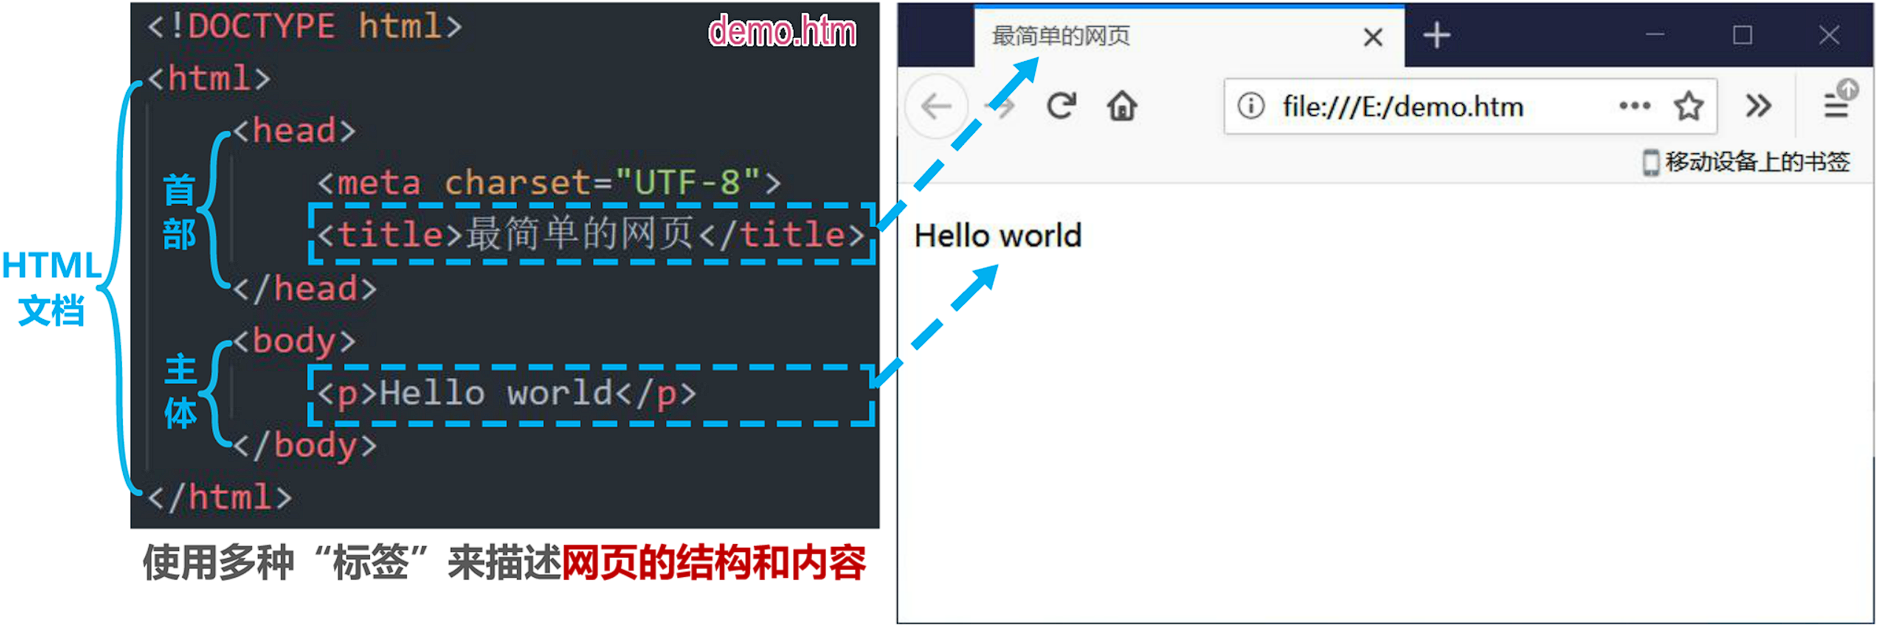 <!DOCTYPE html>
demo.htm
<html>
<head>
<meta charset="UTF-8">
<title>最简单的网页</title>
</head>
<body>
<p>Hello world</p>
</body>
</html>
HTML
文档
首
部
主
体
使用多种“标签”来描述网页的结构和内容
最简单的网页
file:///E:/demo.htm
移动设备上的书签
Hello world